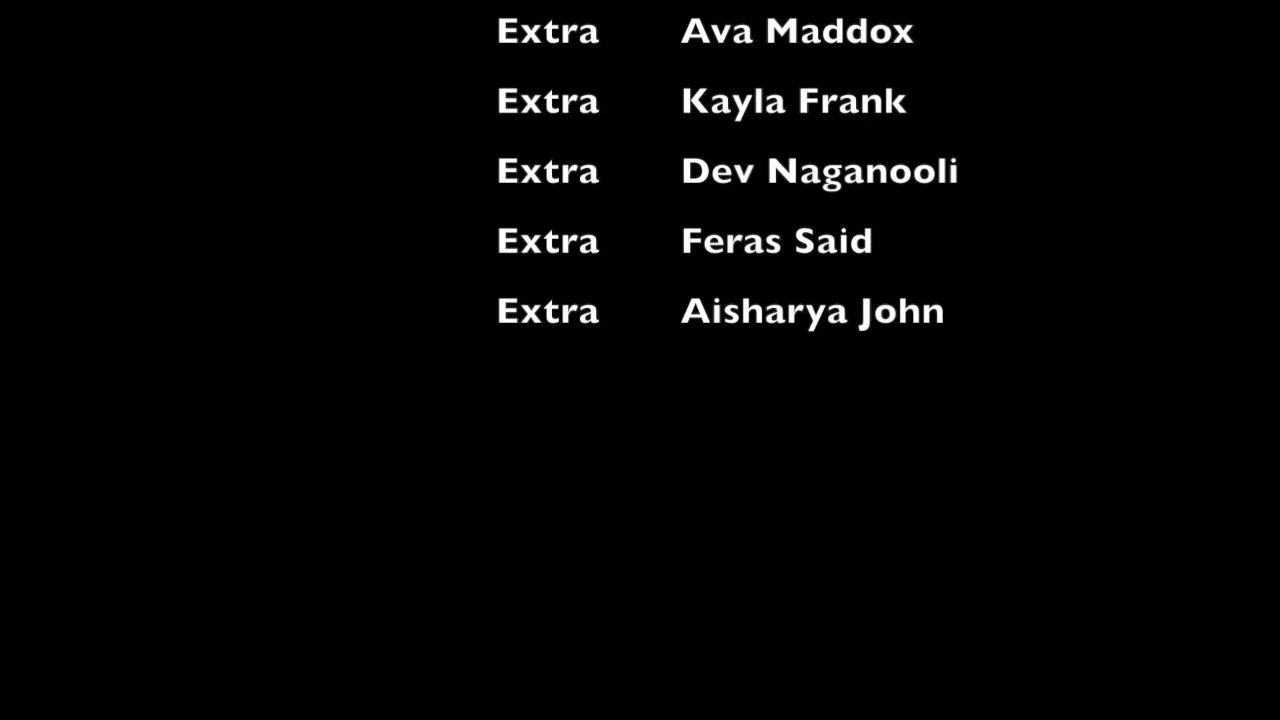 Extra Ava Maddox
Extra Kayla Frank
Extra Dev Naganooli
Extra Feras Said
Extra Aisharya John